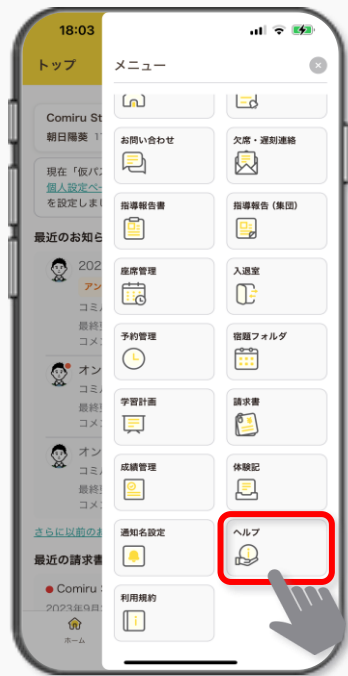 18:03
トップ
メニュー
Comiru St
朝日陽葵
お問い合わせ
欠席・遅刻連絡
現在「仮パス
個人設定ペー
を設定しま
指導報告書
指導報告 (集団)
最近のお知ら
座席管理
入退室
202
アン
コミ
最終
コメ
予約管理
宿題フォルダ
オン
コミ
最終
コメ
学習計画
請求書
オン
コミ
最終
コメ
成績管理
体験記
さらに以前のお
通知名設定
ヘルプ
最近の請求書
Comiru
2023年9月
利用規約
ホーム